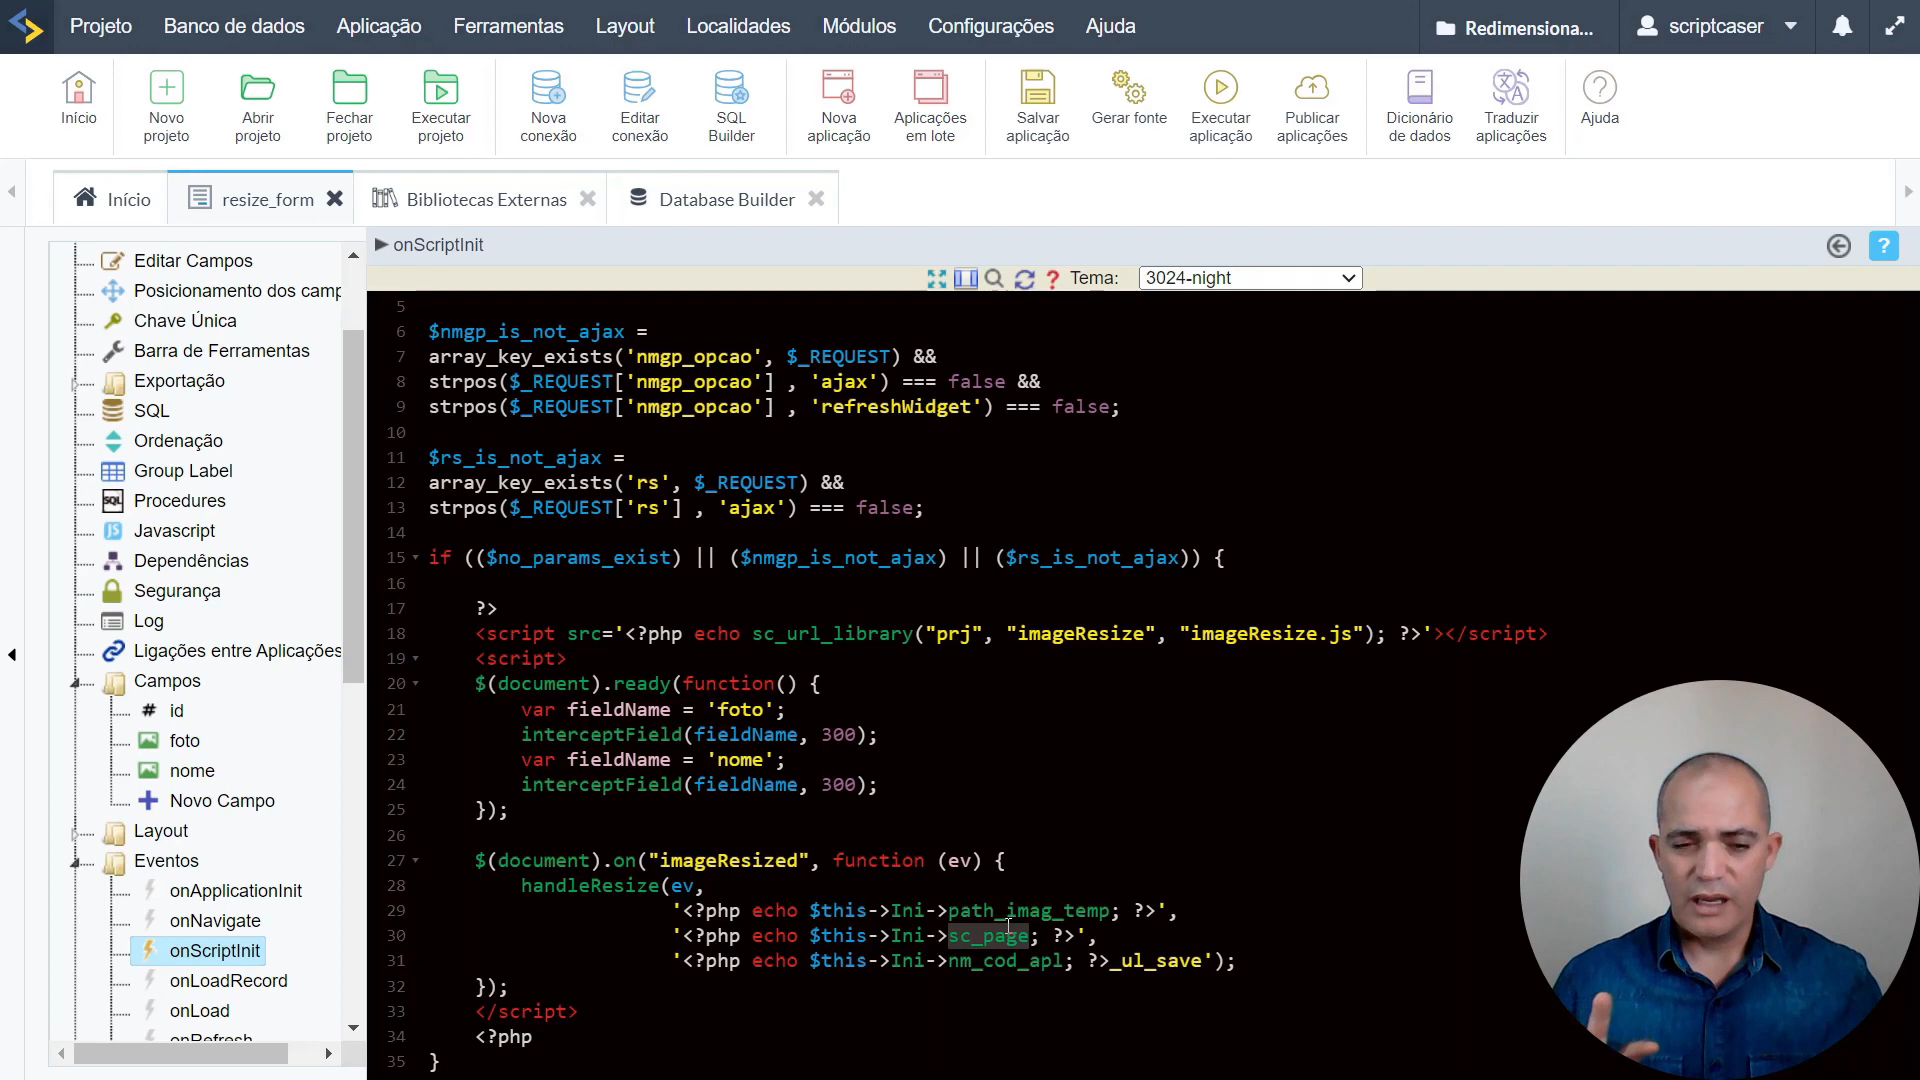 Projeto Banco de dados Aplicação Ferramentas Layout Localidades Módulos Configurações Ajuda Redimensiona... scriptcaser
Início Novo projeto Abrir projeto Fechar projeto Executar projeto Nova conexão Editar conexão SQL Builder Nova aplicação Aplicações em lote Salvar aplicação Gerar fonte Executar aplicação Publicar aplicações Dicionário de dados Traduzir aplicações Ajuda
Início resize_form Bibliotecas Externas Database Builder
onScriptInit
Tema: 3024-night
Editar Campos
Posicionamento dos camp
Chave Única
Barra de Ferramentas
Exportação
SQL
Ordenação
Group Label
SQL Procedures
JS Javascript
Dependências
Segurança
Log
Ligações entre Aplicações
Campos
# id
foto
nome
Novo Campo
Layout
Eventos
onApplicationInit
onNavigate
onScriptInit
onLoadRecord
onLoad
onRefresh
5
6 $nmgp_is_not_ajax =
7 array_key_exists('nmgp_opcao', $_REQUEST) &&
8 strpos($_REQUEST['nmgp_opcao'] , 'ajax') === false &&
9 strpos($_REQUEST['nmgp_opcao'] , 'refreshWidget') === false;
10
11 $rs_is_not_ajax =
12 array_key_exists('rs', $_REQUEST) &&
13 strpos($_REQUEST['rs'] , 'ajax') === false;
14
15 if (($no_params_exist) || ($nmgp_is_not_ajax) || ($rs_is_not_ajax)) {
16
17 ?>
18 <script src='<?php echo sc_url_library("prj", "imageResize", "imageResize.js"); ?>'></script>
19 <script>
20 $(document).ready(function() {
21 var fieldName = 'foto';
22 interceptField(fieldName, 300);
23 var fieldName = 'nome';
24 interceptField(fieldName, 300);
25 });
26
27 $(document).on("imageResized", function (ev) {
28 handleResize(ev,
29 '<?php echo $this->Ini->path_imag_temp; ?>',
30 '<?php echo $this->Ini->sc_page; ?>',
31 '<?php echo $this->Ini->nm_cod_apl; ?>_ul_save');
32 });
33 </script>
34 <?php
35 }